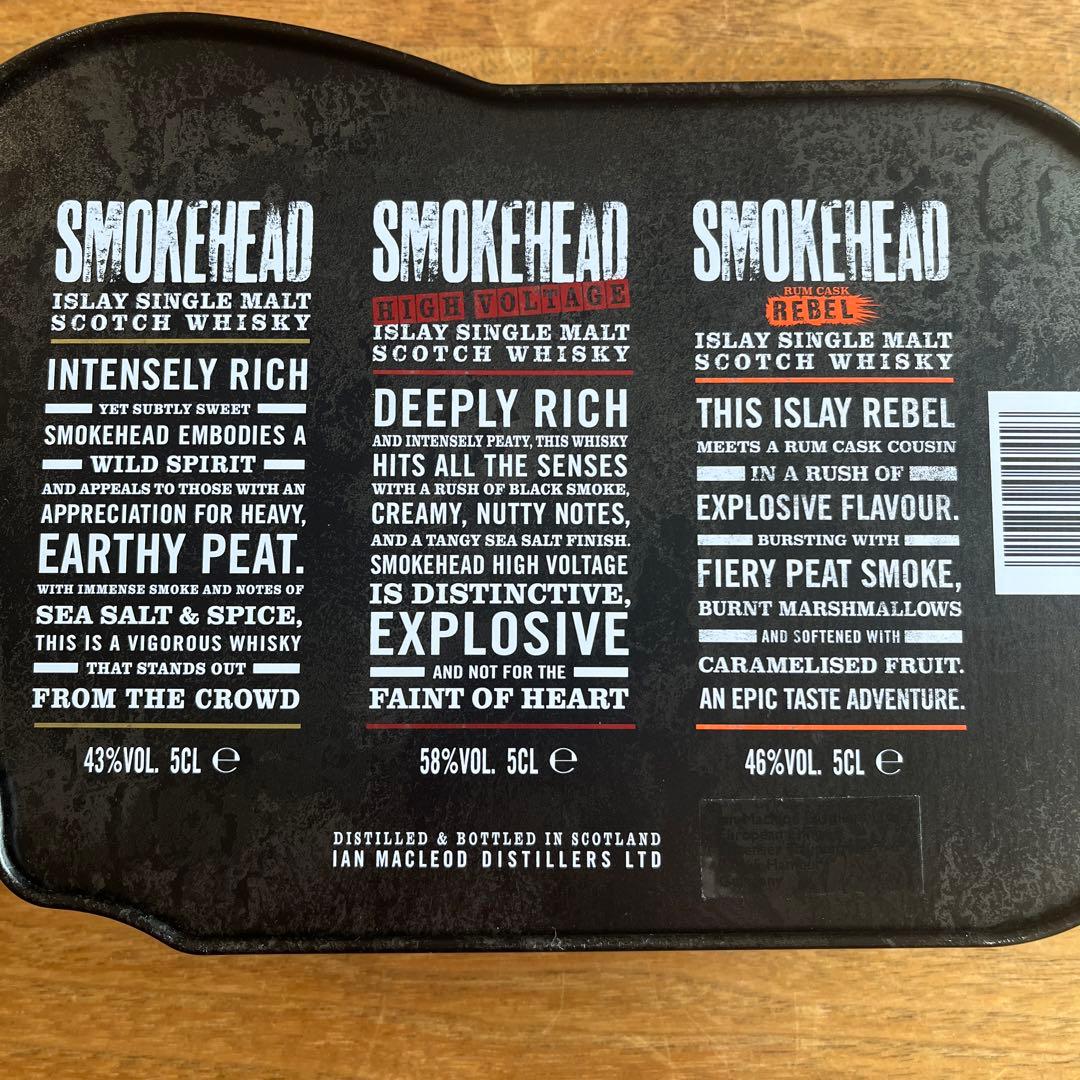 SMOKEHEAD
ISLAY SINGLE MALT
SCOTCH WHISKY
INTENSELY RICH
YET SUBTLY SWEET
SMOKEHEAD EMBODIES A
WILD SPIRIT
AND APPEALS TO THOSE WITH AN
APPRECIATION FOR HEAVY,
EARTHY PEAT.
WITH IMMENSE SMOKE AND NOTES OF
SEA SALT & SPICE,
THIS IS A VIGOROUS WHISKY
THAT STANDS OUT
FROM THE CROWD
43%VOL. 5CL ℮
SMOKEHEAD
HIGH VOLTAGE
ISLAY SINGLE MALT
SCOTCH WHISKY
DEEPLY RICH
AND INTENSELY PEATY, THIS WHISKY
HITS ALL THE SENSES
WITH A RUSH OF BLACK SMOKE,
CREAMY, NUTTY NOTES,
AND A TANGY SEA SALT FINISH.
SMOKEHEAD HIGH VOLTAGE
IS DISTINCTIVE,
EXPLOSIVE
AND NOT FOR THE
FAINT OF HEART
58%VOL. 5CL ℮
SMOKEHEAD
RUM CASK
REBEL
ISLAY SINGLE MALT
SCOTCH WHISKY
THIS ISLAY REBEL
MEETS A RUM CASK COUSIN
IN A RUSH OF
EXPLOSIVE FLAVOUR.
BURSTING WITH
FIERY PEAT SMOKE,
BURNT MARSHMALLOWS
AND SOFTENED WITH
CARAMELISED FRUIT.
AN EPIC TASTE ADVENTURE.
46%VOL. 5CL ℮
DISTILLED & BOTTLED IN SCOTLAND
IAN MACLEOD DISTILLERS LTD